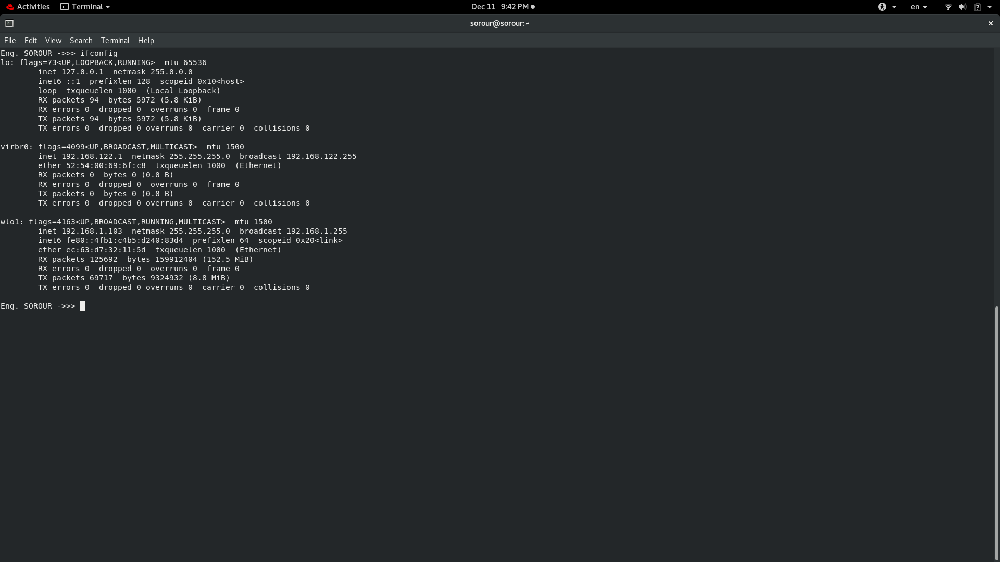 Activities Terminal Dec 11 9:42 PM en
sorour@sorour:~
File Edit View Search Terminal Help
Eng. SOROUR ->>> ifconfig
lo: flags=73<UP,LOOPBACK,RUNNING>  mtu 65536
        inet 127.0.0.1  netmask 255.0.0.0
        inet6 ::1  prefixlen 128  scopeid 0x10<host>
        loop  txqueuelen 1000  (Local Loopback)
        RX packets 94  bytes 5972 (5.8 KiB)
        RX errors 0  dropped 0  overruns 0  frame 0
        TX packets 94  bytes 5972 (5.8 KiB)
        TX errors 0  dropped 0 overruns 0  carrier 0  collisions 0

virbr0: flags=4099<UP,BROADCAST,MULTICAST>  mtu 1500
        inet 192.168.122.1  netmask 255.255.255.0  broadcast 192.168.122.255
        ether 52:54:00:69:6f:c8  txqueuelen 1000  (Ethernet)
        RX packets 0  bytes 0 (0.0 B)
        RX errors 0  dropped 0  overruns 0  frame 0
        TX packets 0  bytes 0 (0.0 B)
        TX errors 0  dropped 0 overruns 0  carrier 0  collisions 0

wlo1: flags=4163<UP,BROADCAST,RUNNING,MULTICAST>  mtu 1500
        inet 192.168.1.103  netmask 255.255.255.0  broadcast 192.168.1.255
        inet6 fe80::4fb1:c4b5:d240:83d4  prefixlen 64  scopeid 0x20<link>
        ether ec:63:d7:32:11:5d  txqueuelen 1000  (Ethernet)
        RX packets 125692  bytes 159912404 (152.5 MiB)
        RX errors 0  dropped 0  overruns 0  frame 0
        TX packets 69717  bytes 9324932 (8.8 MiB)
        TX errors 0  dropped 0 overruns 0  carrier 0  collisions 0

Eng. SOROUR ->>>